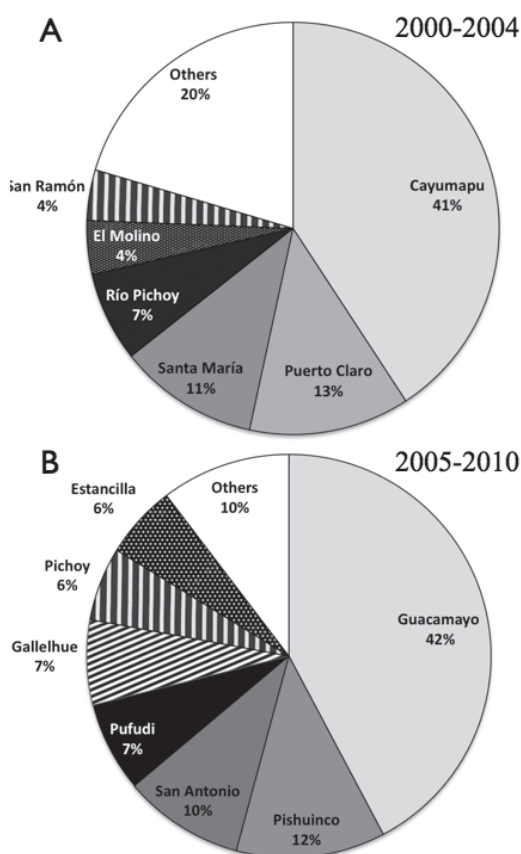 A
2000-2004
Others
20%
Cayumapu
41%
San Ramón
4%
El Molino
4%
Río Pichoy
7%
Santa María
11%
Puerto Claro
13%
B
2005-2010
Estancilla
6%
Others
10%
Pichoy
6%
Guacamayo
42%
Gallelhue
7%
Pufudi
7%
San Antonio
10%
Pishuinco
12%